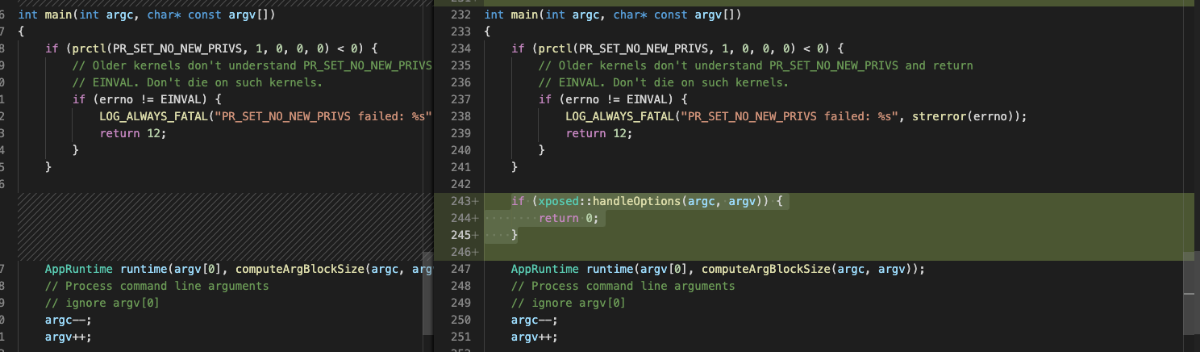 6 int main(int argc, char* const argv[])
7 {
8 if (prctl(PR_SET_NO_NEW_PRIVS, 1, 0, 0, 0) < 0) {
9 // Older kernels don't understand PR_SET_NO_NEW_PRIVS
0 // EINVAL. Don't die on such kernels.
1 if (errno != EINVAL) {
2 LOG_ALWAYS_FATAL("PR_SET_NO_NEW_PRIVS failed: %s"
3 return 12;
4 }
5 }
6
7 AppRuntime runtime(argv[0], computeArgBlockSize(argc, arg
8 // Process command line arguments
9 // ignore argv[0]
0 argc--;
1 argv++;
232 int main(int argc, char* const argv[])
233 {
234 if (prctl(PR_SET_NO_NEW_PRIVS, 1, 0, 0, 0) < 0) {
235 // Older kernels don't understand PR_SET_NO_NEW_PRIVS and return
236 // EINVAL. Don't die on such kernels.
237 if (errno != EINVAL) {
238 LOG_ALWAYS_FATAL("PR_SET_NO_NEW_PRIVS failed: %s", strerror(errno));
239 return 12;
240 }
241 }
242
243+ if (xposed::handleOptions(argc, argv)) {
244+ return 0;
245+ }
246+
247 AppRuntime runtime(argv[0], computeArgBlockSize(argc, argv));
248 // Process command line arguments
249 // ignore argv[0]
250 argc--;
251 argv++;